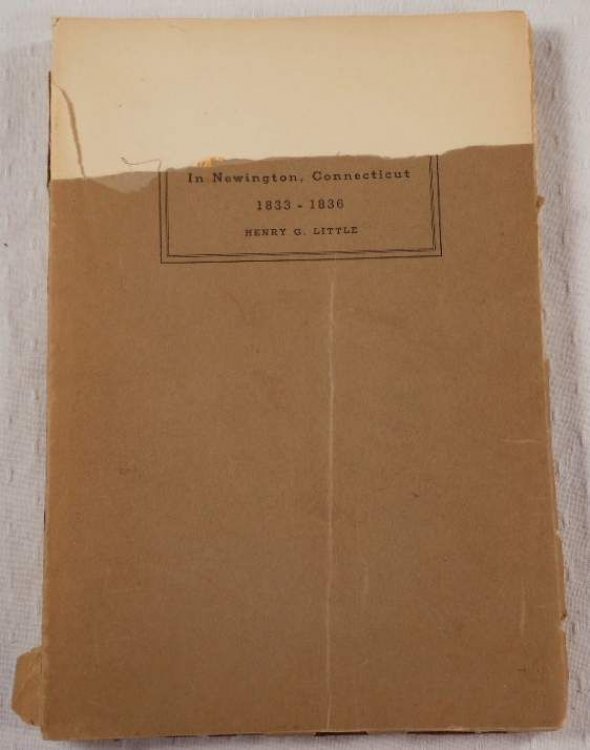 In Newington, Connecticut
1833 - 1836
HENRY G. LITTLE